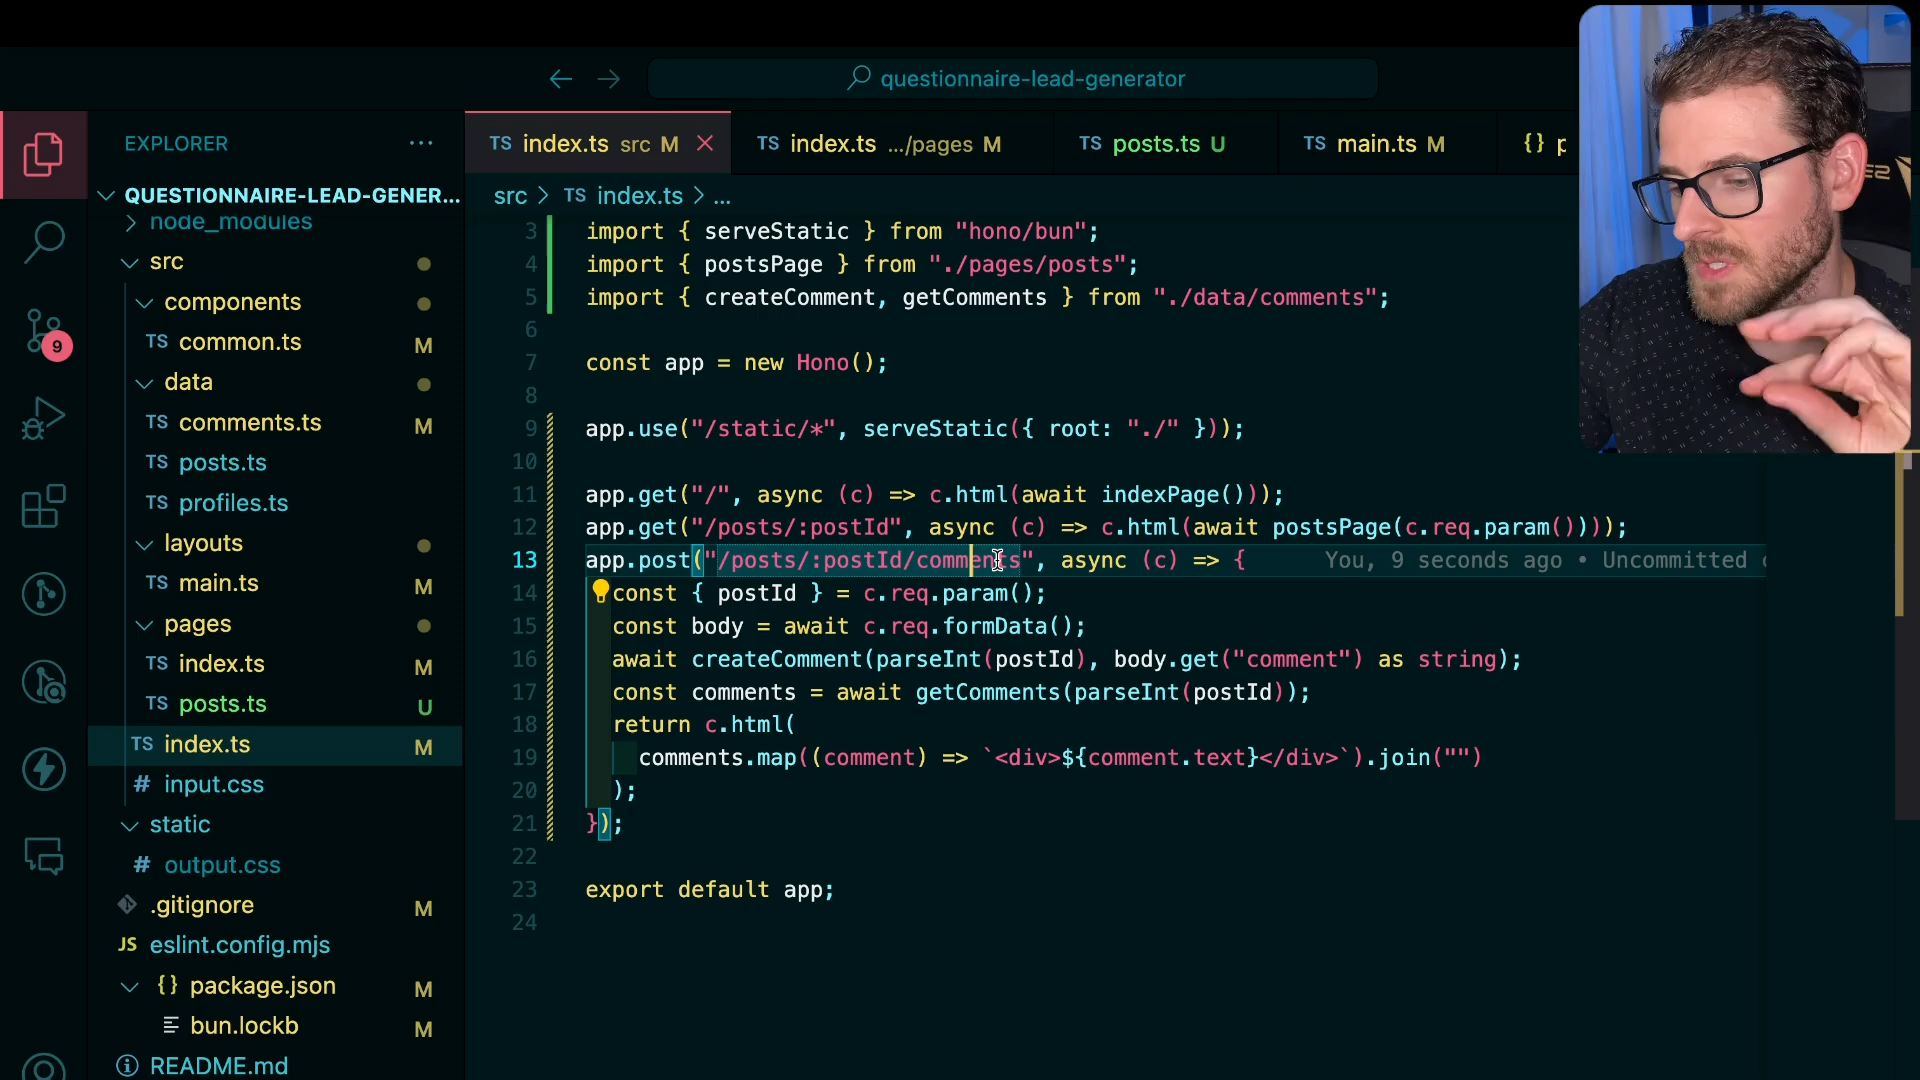 questionnaire-lead-generator
EXPLORER
QUESTIONNAIRE-LEAD-GENER...
node_modules
src
components
TS common.ts M
data
TS comments.ts M
TS posts.ts
TS profiles.ts
layouts
TS main.ts M
pages
TS index.ts M
TS posts.ts U
TS index.ts M
# input.css
static
# output.css
.gitignore M
JS eslint.config.mjs
{} package.json M
bun.lockb M
README.md
9
TS index.ts src M
TS index.ts .../pages M
TS posts.ts U
TS main.ts M
{} p
src > TS index.ts > ...
3 import { serveStatic } from "hono/bun";
4 import { postsPage } from "./pages/posts";
5 import { createComment, getComments } from "./data/comments";
6
7 const app = new Hono();
8
9 app.use("/static/*", serveStatic({ root: "./" }));
10
11 app.get("/", async (c) => c.html(await indexPage()));
12 app.get("/posts/:postId", async (c) => c.html(await postsPage(c.req.param())));
13 app.post("/posts/:postId/comments", async (c) => { You, 9 seconds ago • Uncommitted c
14 const { postId } = c.req.param();
15 const body = await c.req.formData();
16 await createComment(parseInt(postId), body.get("comment") as string);
17 const comments = await getComments(parseInt(postId));
18 return c.html(
19 comments.map((comment) => `<div>${comment.text}</div>`).join("")
20 );
21 });
22
23 export default app;
24